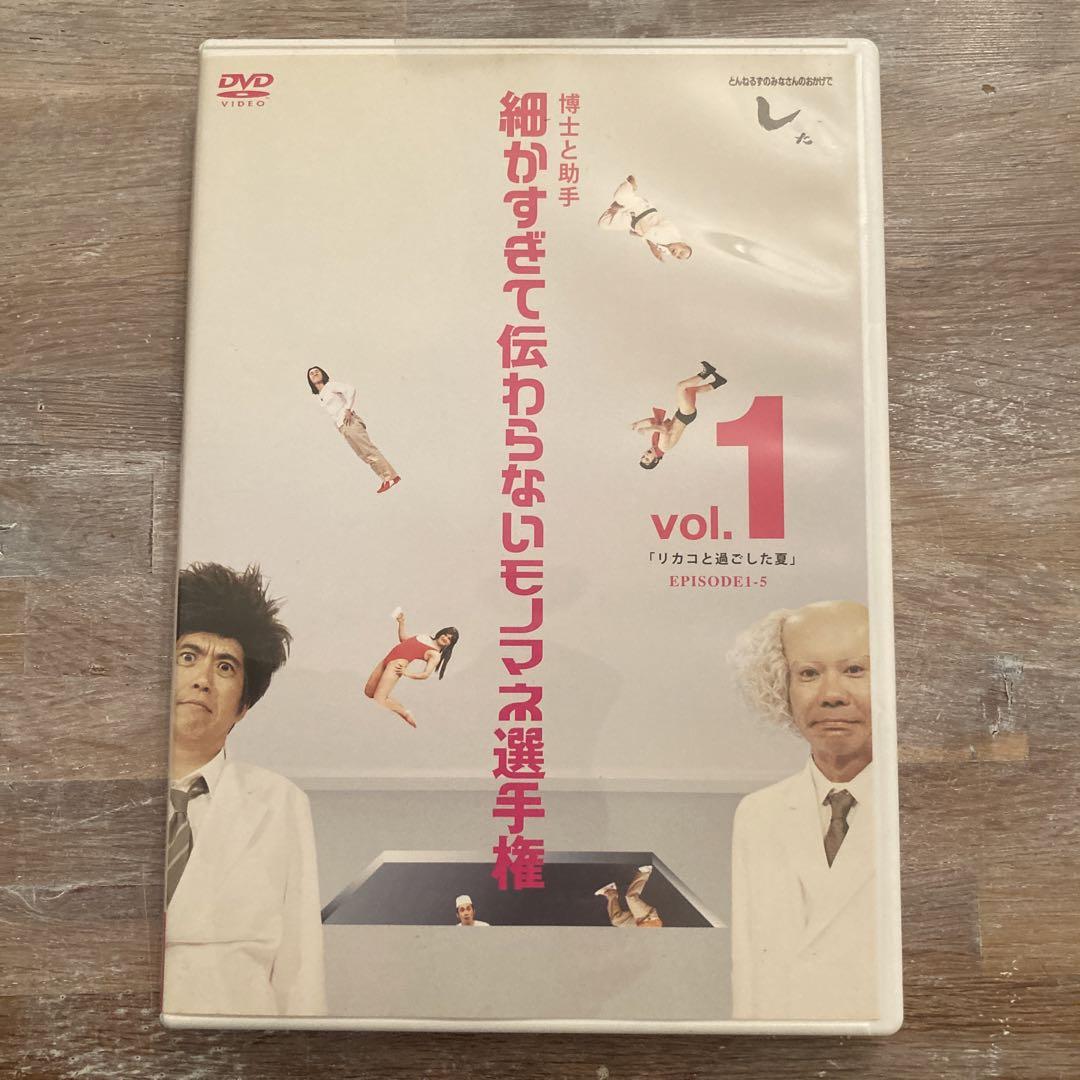 DVD
VIDEO
とんねるずのみなさんのおかげで
した
博士と助手
細かすぎて伝わらないモノマネ選手権
vol.1
「リカコと過ごした夏」
EPISODE1-5